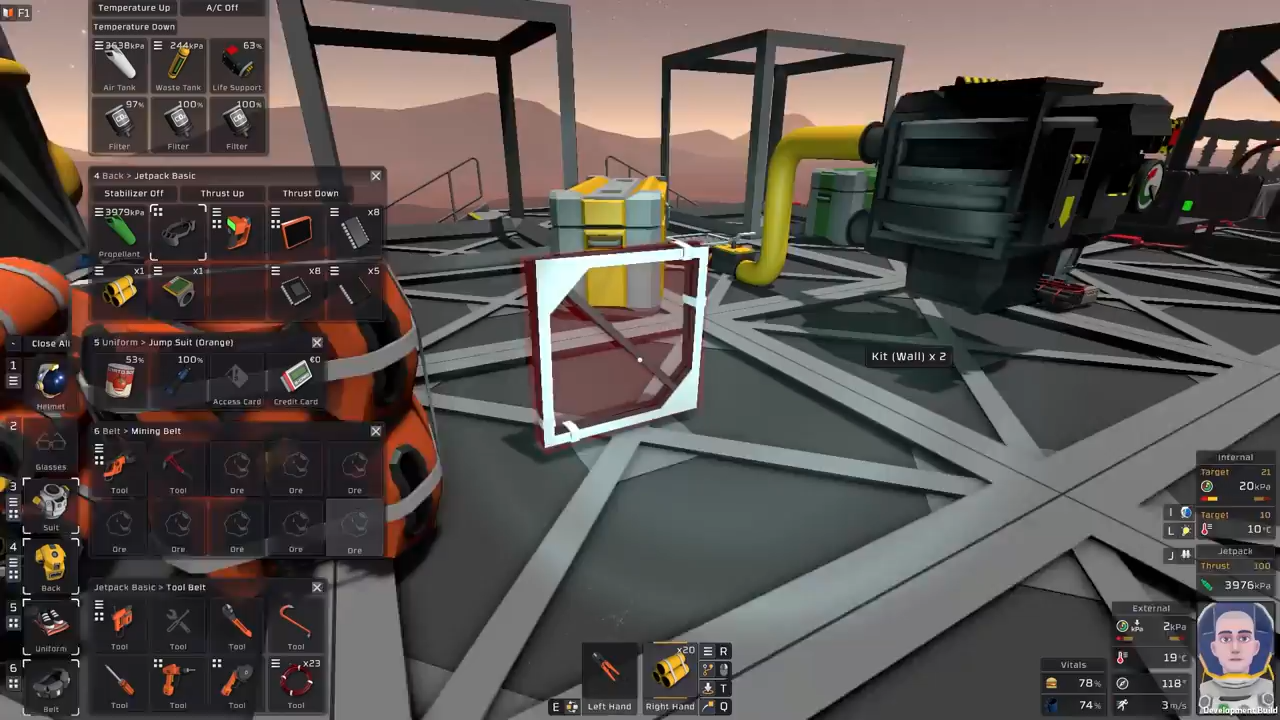 F1
Temperature Up A/C Off
Temperature Down
3638kPa 244kPa 63%
Air Tank Waste Tank Life Support
97% 100% 100%
Filter Filter Filter
4 Back > Jetpack Basic
Stabilizer Off Thrust Up Thrust Down
3979kPa x8
Propellant
x1 x1 x8 x5
5 Uniform > Jump Suit (Orange)
53% 100% €0
Access Card Credit Card
6 Belt > Mining Belt
Tool Tool Ore Ore Ore
Ore Ore Ore Ore Ore
Jetpack Basic > Tool Belt
Tool Tool Tool Tool
x23
Tool Tool Tool Tool
- Close All
1
Helmet
2
Glasses
3
Suit
4
Back
5
Uniform
6
Belt
Kit (Wall) x 2
x20
R
T
E Left Hand Right Hand Q
Internal
Target 21
20kPa
Target 10
10°C
I
L
J
Jetpack
Thrust 100
3976kPa
External
kPa 2kPa
19°C
118°
3 m/s
Vitals
78%
74%
Development Build